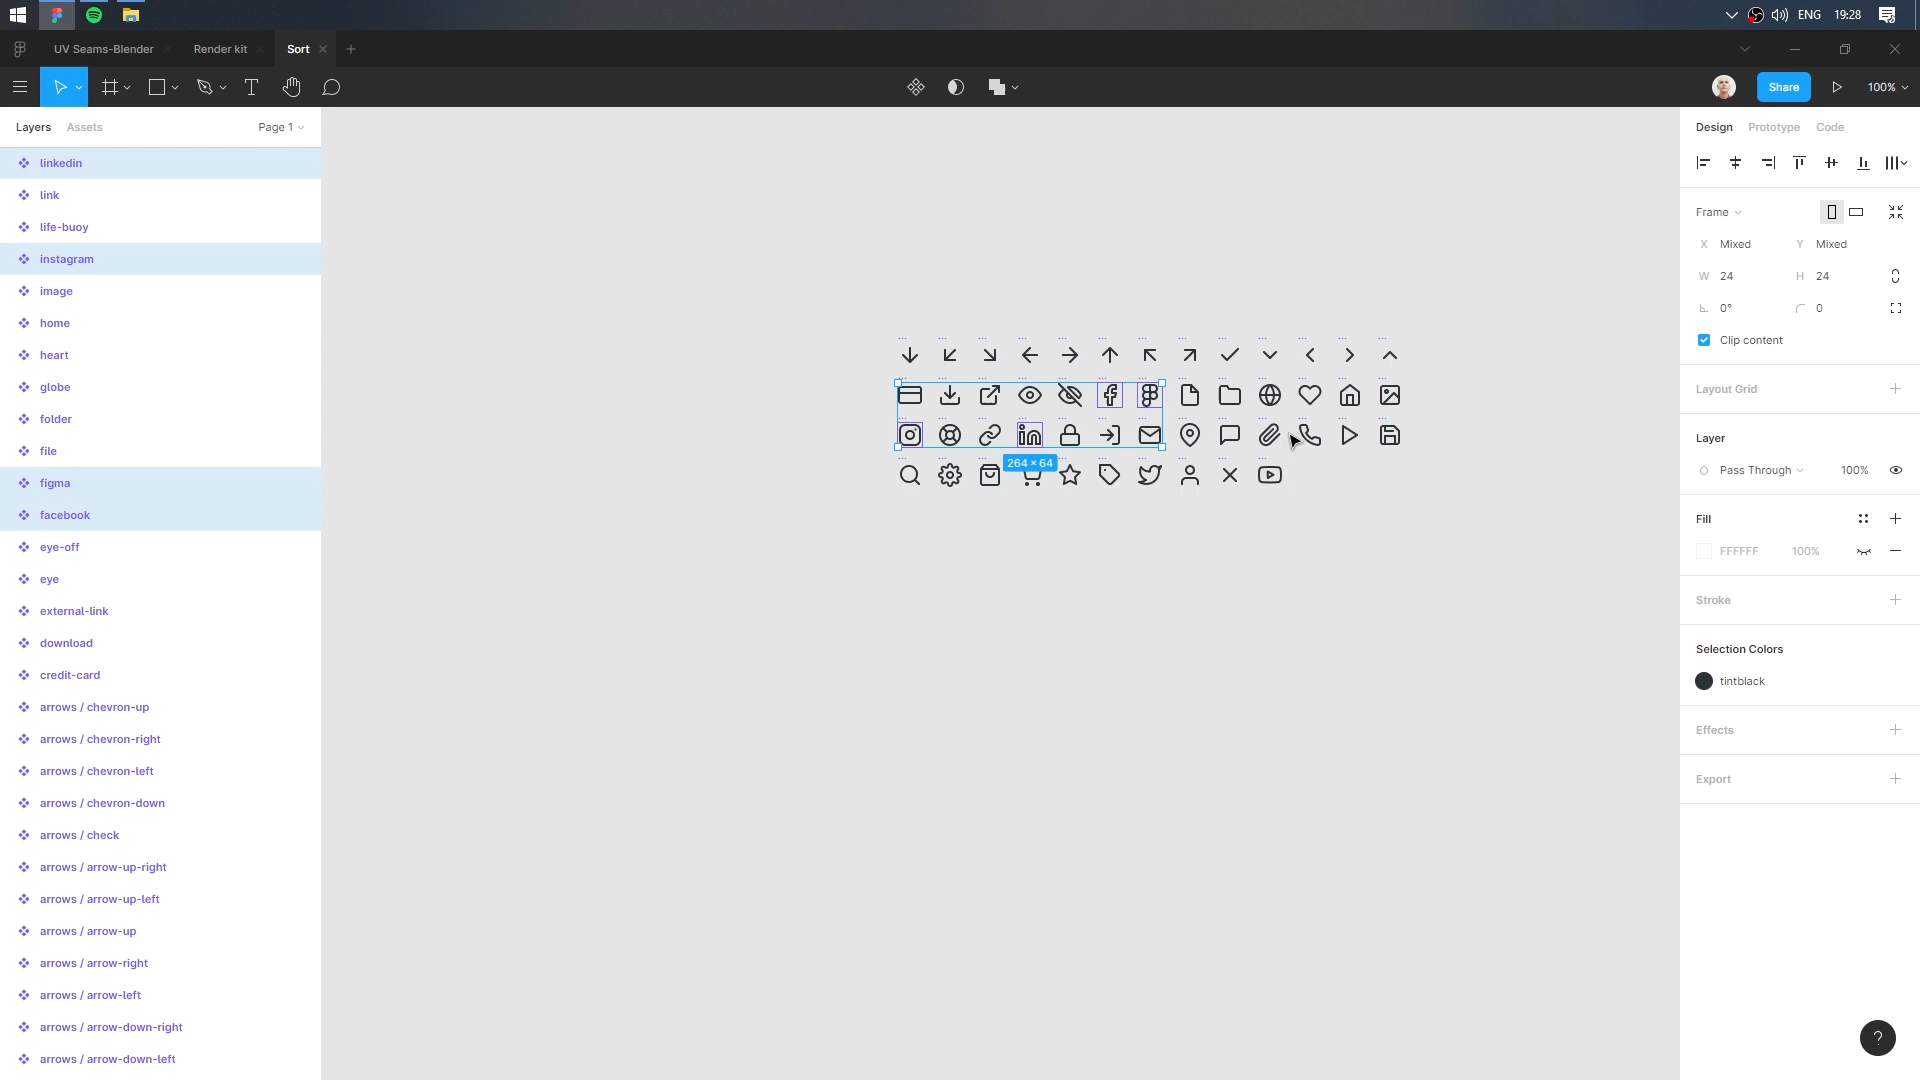 ENG
19:28
UV Seams-Blender
Render kit
Sort
Share
100%
Layers
Assets
Page 1
linkedin
link
life-buoy
instagram
image
home
heart
globe
folder
file
figma
facebook
eye-off
eye
external-link
download
credit-card
arrows / chevron-up
arrows / chevron-right
arrows / chevron-left
arrows / chevron-down
arrows / check
arrows / arrow-up-right
arrows / arrow-up-left
arrows / arrow-up
arrows / arrow-right
arrows / arrow-left
arrows / arrow-down-right
arrows / arrow-down-left
264 × 64
Design
Prototype
Code
Frame
X Mixed Y Mixed
W 24 H 24
0° 0
Clip content
Layout Grid
Layer
Pass Through 100%
Fill
FFFFFF 100%
Stroke
Selection Colors
tintblack
Effects
Export
?